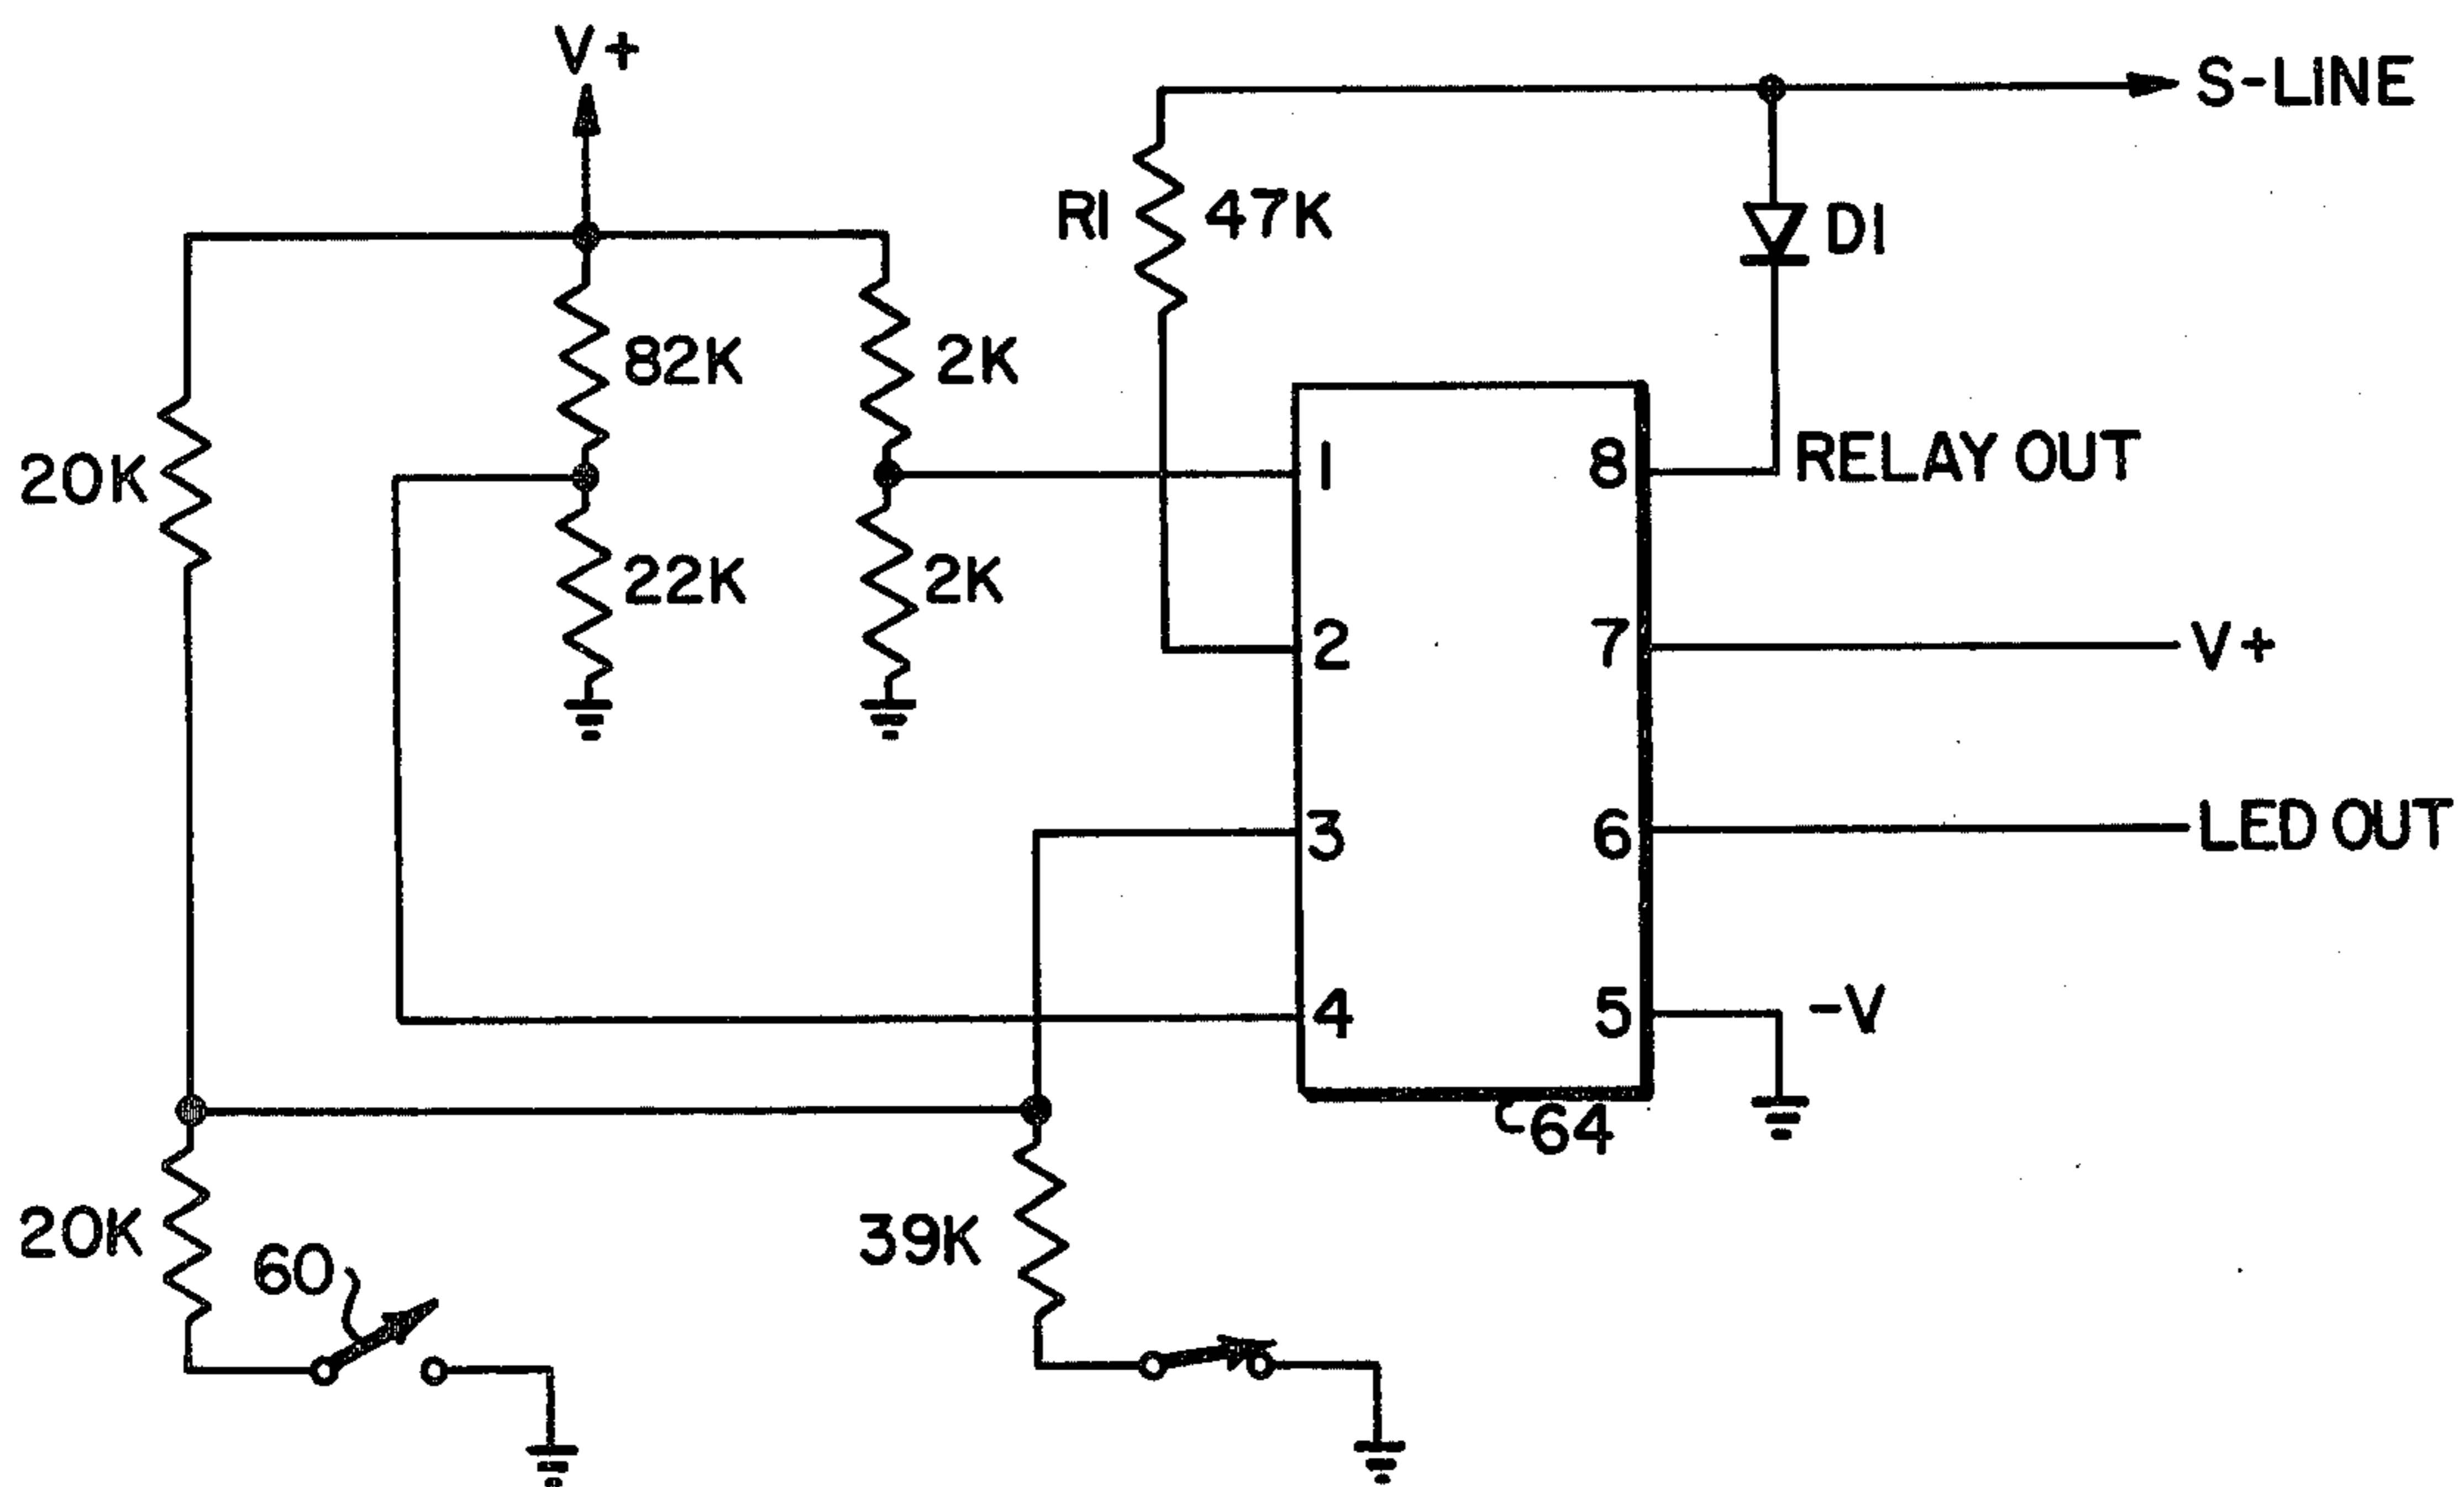 V+
S-LINE
R1
47K
D1
82K
2K
20K
1
8
RELAY OUT
22K
2K
2
7
V+
3
6
LED OUT
4
5
-V
64
20K
39K
60